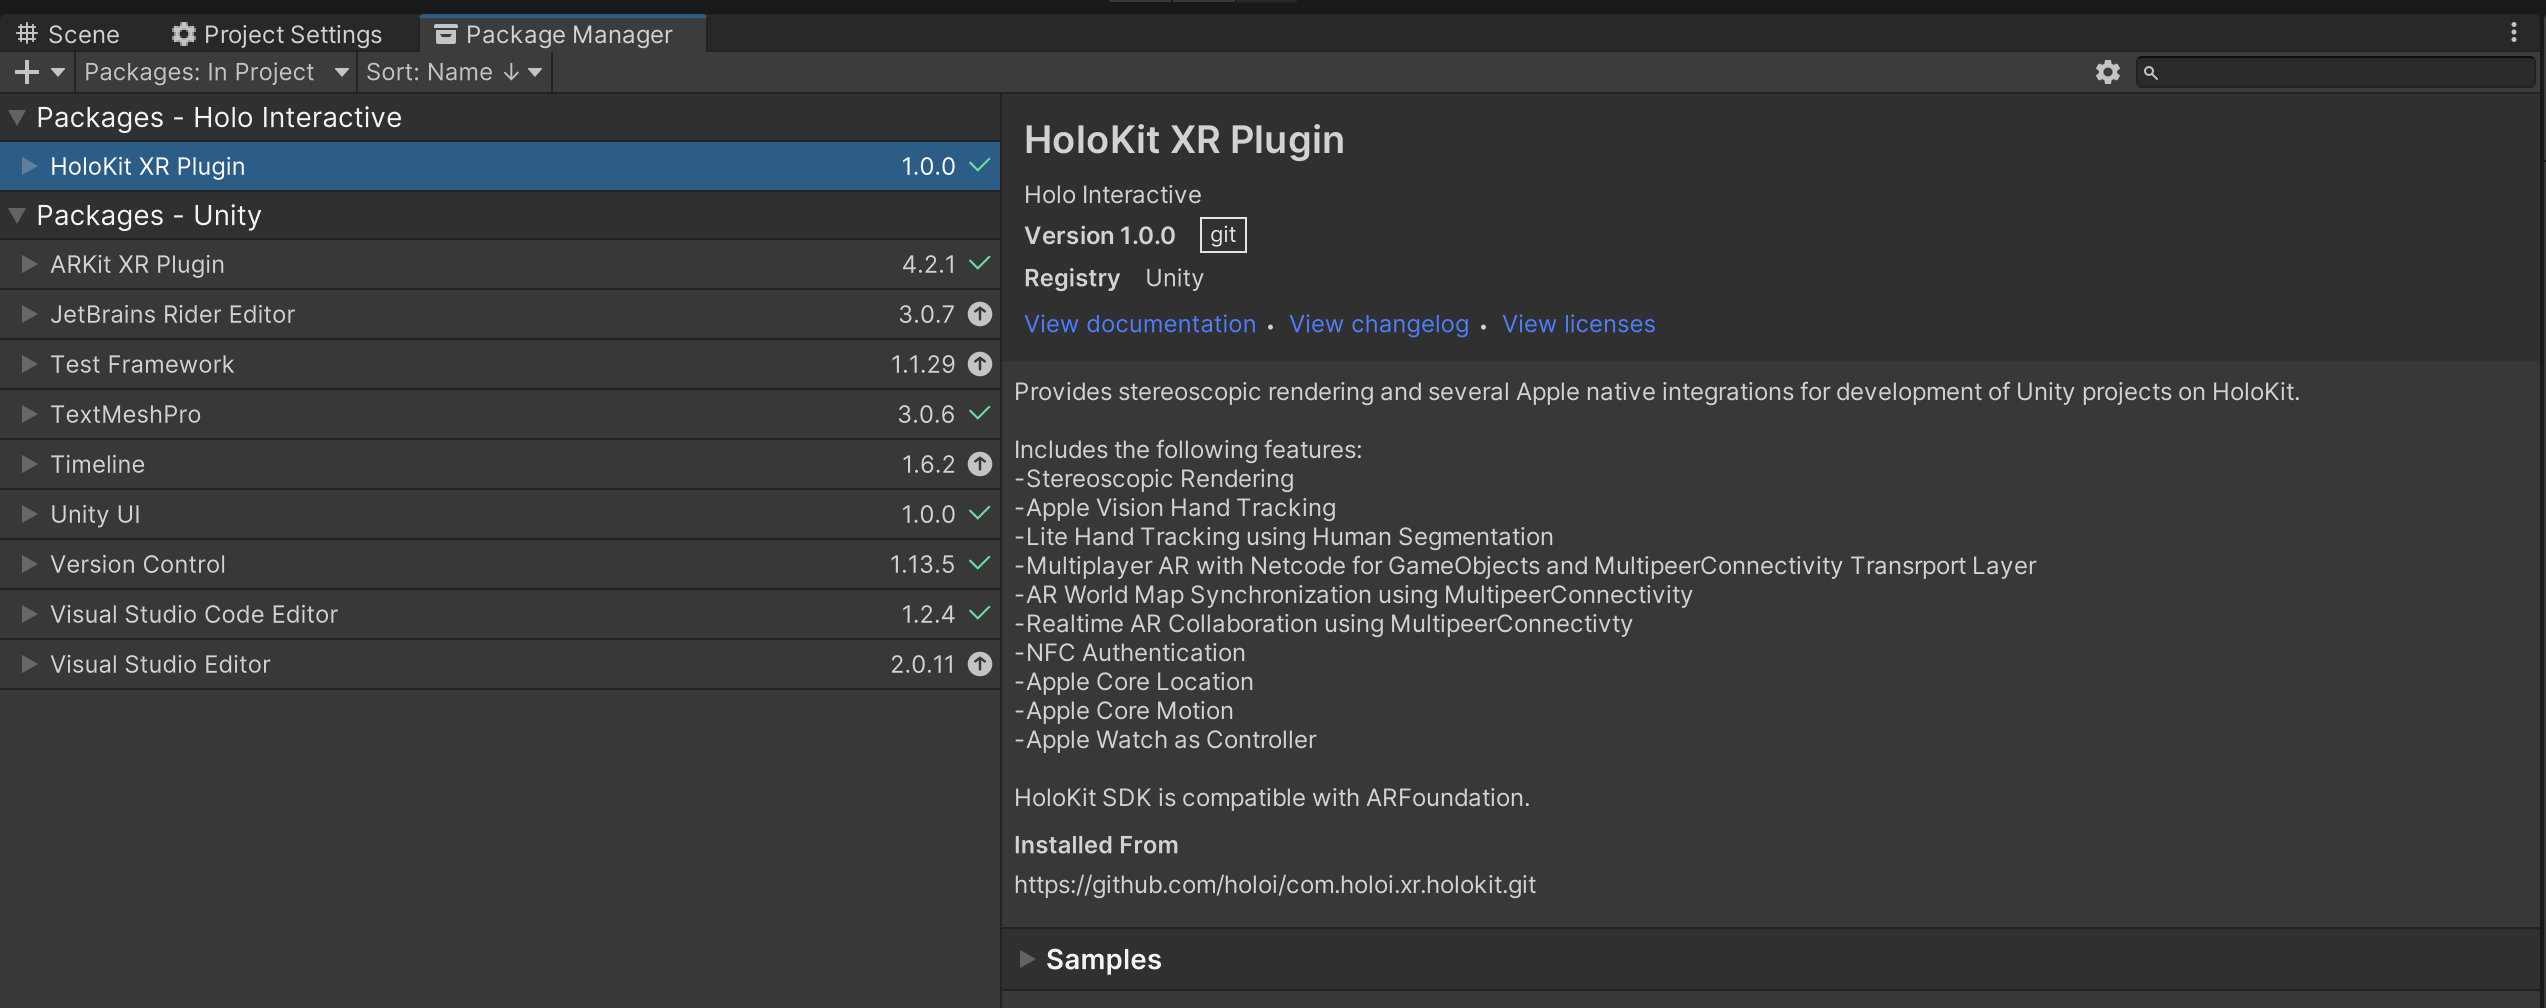 Scene Project Settings Package Manager
Packages: In Project Sort: Name ↓
Packages - Holo Interactive
HoloKit XR Plugin 1.0.0
Packages - Unity
ARKit XR Plugin 4.2.1
JetBrains Rider Editor 3.0.7
Test Framework 1.1.29
TextMeshPro 3.0.6
Timeline 1.6.2
Unity UI 1.0.0
Version Control 1.13.5
Visual Studio Code Editor 1.2.4
Visual Studio Editor 2.0.11
HoloKit XR Plugin
Holo Interactive
Version 1.0.0 git
Registry Unity
View documentation • View changelog • View licenses
Provides stereoscopic rendering and several Apple native integrations for development of Unity projects on HoloKit.
Includes the following features:
-Stereoscopic Rendering
-Apple Vision Hand Tracking
-Lite Hand Tracking using Human Segmentation
-Multiplayer AR with Netcode for GameObjects and MultipeerConnectivity Transrport Layer
-AR World Map Synchronization using MultipeerConnectivity
-Realtime AR Collaboration using MultipeerConnectivty
-NFC Authentication
-Apple Core Location
-Apple Core Motion
-Apple Watch as Controller
HoloKit SDK is compatible with ARFoundation.
Installed From
https://github.com/holoi/com.holoi.xr.holokit.git
Samples